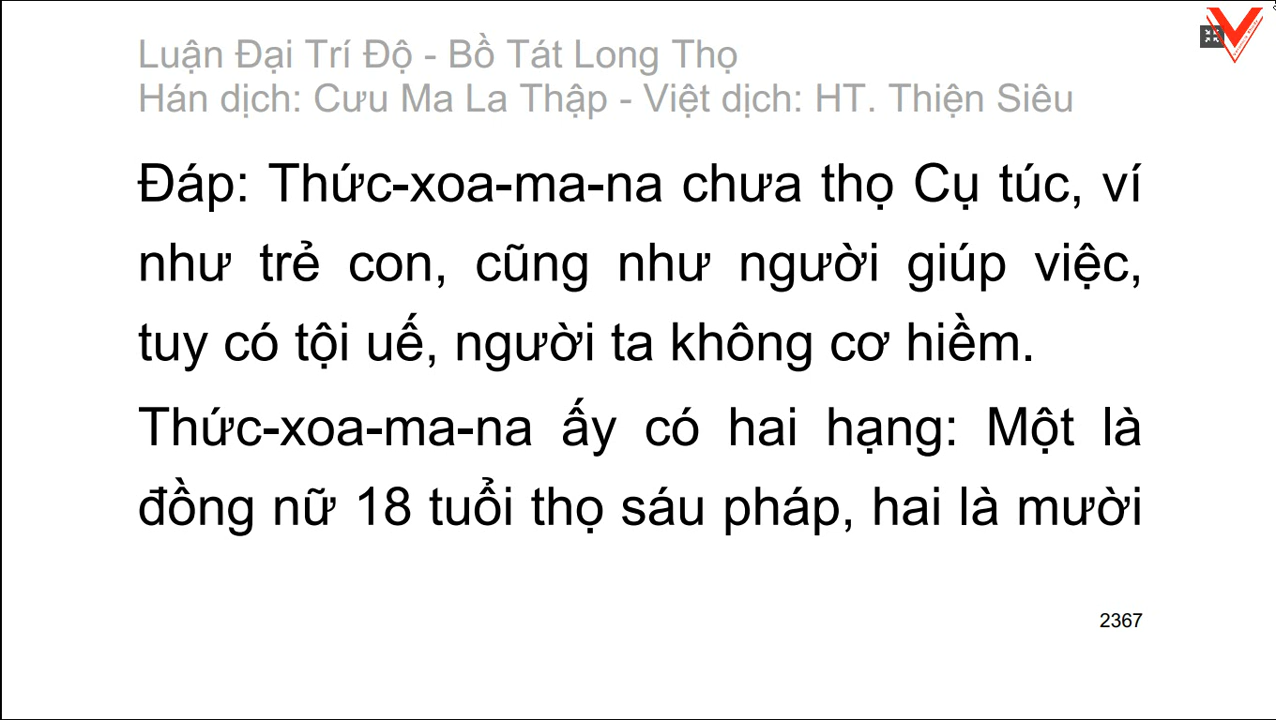 Luận Đại Trí Độ - Bồ Tát Long Thọ
Hán dịch: Cưu Ma La Thập - Việt dịch: HT. Thiện Siêu
Đáp: Thức-xoa-ma-na chưa thọ Cụ túc, ví
như trẻ con, cũng như người giúp việc,
tuy có tội uế, người ta không cơ hiềm.
Thức-xoa-ma-na ấy có hai hạng: Một là
đồng nữ 18 tuổi thọ sáu pháp, hai là mười
2367